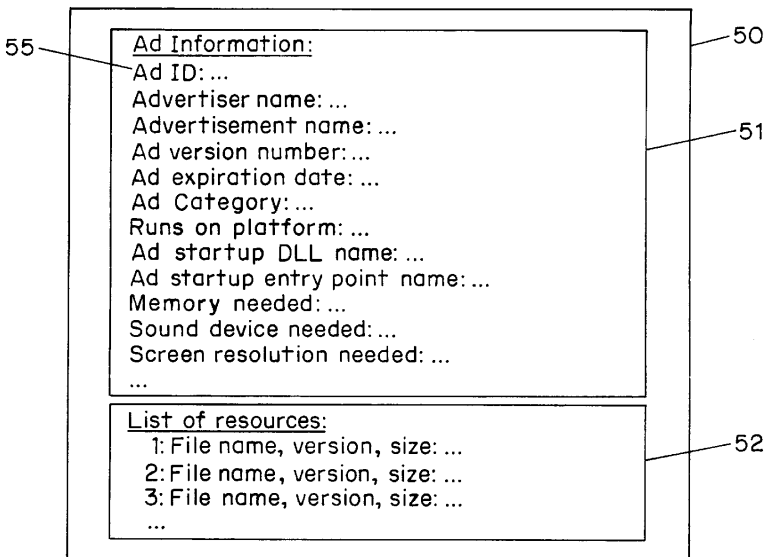 Ad Information:
55
50
Ad ID: ...
Advertiser name: ...
Advertisement name: ...
51
Ad version number: ...
Ad expiration date: ...
Ad Category: ...
Runs on platform: ...
Ad startup DLL name: ...
Ad startup entry point name: ...
Memory needed: ...
Sound device needed: ...
Screen resolution needed: ...
...
List of resources:
1: File name, version, size: ...
52
2: File name, version, size: ...
3: File name, version, size: ...
...